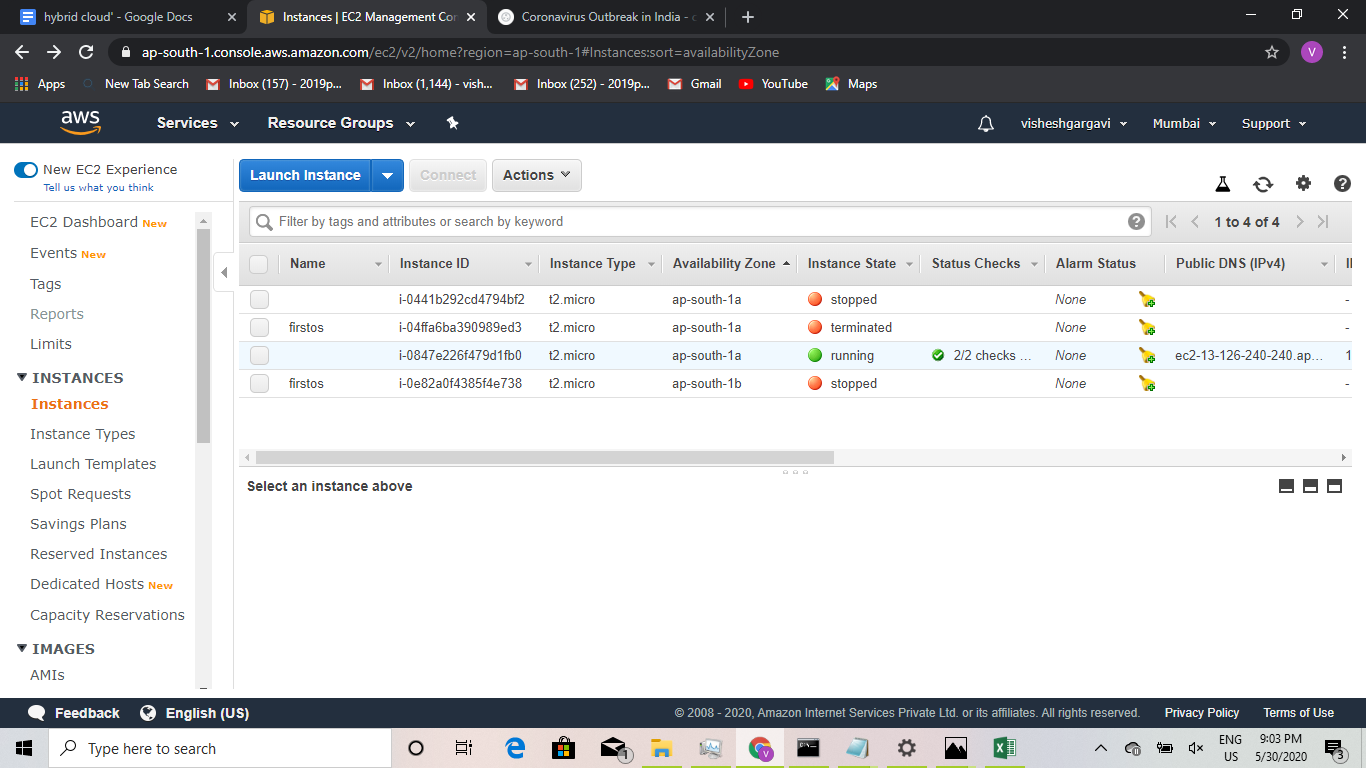 hybrid cloud' - Google Docs
Instances | EC2 Management Con
Coronavirus Outbreak in India -
ap-south-1.console.aws.amazon.com/ec2/v2/home?region=ap-south-1#Instances:sort=availabilityZone
V
Apps New Tab Search Inbox (157) - 2019p... Inbox (1,144) - vish... Inbox (252) - 2019p... Gmail YouTube Maps
aws Services Resource Groups visheshgargavi Mumbai Support
New EC2 Experience
Tell us what you think
EC2 Dashboard New
Events New
Tags
Reports
Limits
INSTANCES
Instances
Instance Types
Launch Templates
Spot Requests
Savings Plans
Reserved Instances
Dedicated Hosts New
Capacity Reservations
IMAGES
AMIs
Launch Instance Connect Actions
Filter by tags and attributes or search by keyword
1 to 4 of 4
Name Instance ID Instance Type Availability Zone Instance State Status Checks Alarm Status Public DNS (IPv4)
i-0441b292cd4794bf2 t2.micro ap-south-1a stopped None -
firstos i-04ffa6ba390989ed3 t2.micro ap-south-1a terminated None -
i-0847e226f479d1fb0 t2.micro ap-south-1a running 2/2 checks ... None ec2-13-126-240-240.ap... 1
firstos i-0e82a0f4385f4e738 t2.micro ap-south-1b stopped None -
Select an instance above
Feedback English (US) © 2008 - 2020, Amazon Internet Services Private Ltd. or its affiliates. All rights reserved. Privacy Policy Terms of Use
Type here to search
1
V
ENG
US
9:03 PM
5/30/2020
3